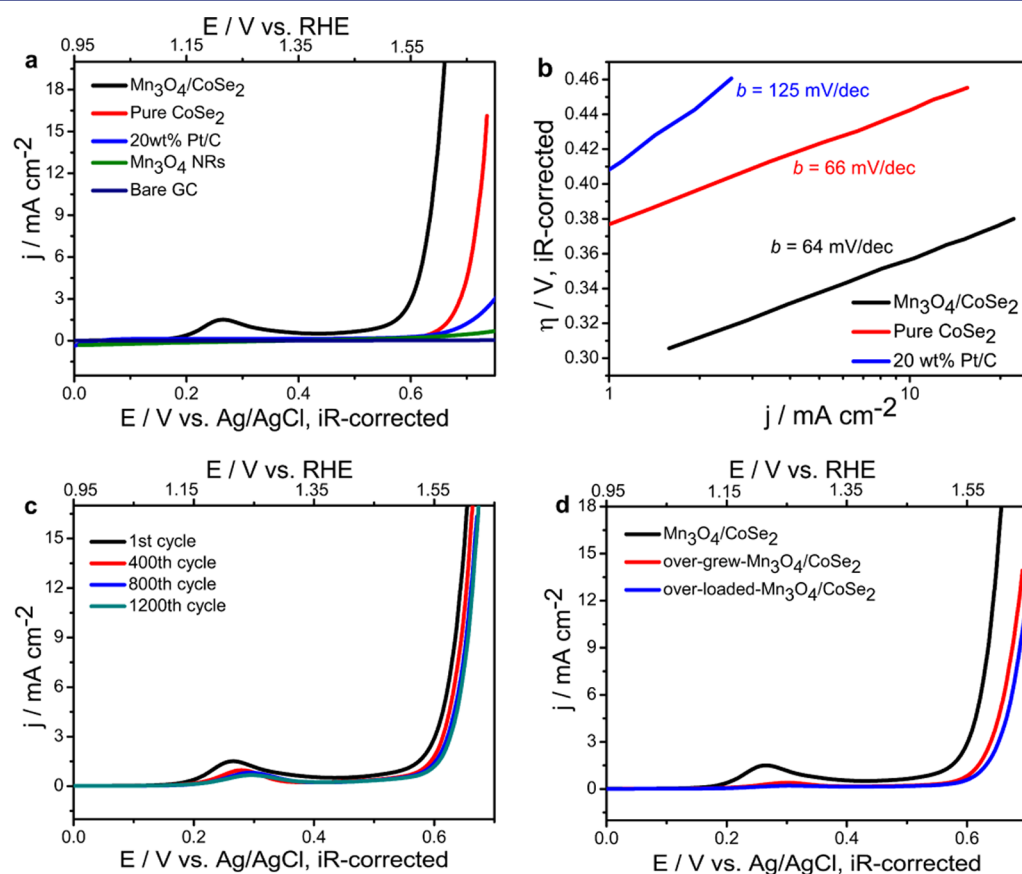 a
E / V vs. RHE
0.95 1.15 1.35 1.55
18
15
12
9
6
3
0
j / mA cm-2
Mn3O4/CoSe2
Pure CoSe2
20wt% Pt/C
Mn3O4 NRs
Bare GC
0.0 0.2 0.4 0.6
E / V vs. Ag/AgCl, iR-corrected
b
0.46
0.44
0.42
0.40
0.38
0.36
0.34
0.32
0.30
η / V, iR-corrected
b = 125 mV/dec
b = 66 mV/dec
b = 64 mV/dec
Mn3O4/CoSe2
Pure CoSe2
20 wt% Pt/C
1 10
j / mA cm-2
c
E / V vs. RHE
0.95 1.15 1.35 1.55
15
12
9
6
3
0
j / mA cm-2
1st cycle
400th cycle
800th cycle
1200th cycle
0.0 0.2 0.4 0.6
E / V vs. Ag/AgCl, iR-corrected
d
E / V vs. RHE
0.95 1.15 1.35 1.55
18
15
12
9
6
3
0
j / mA cm-2
Mn3O4/CoSe2
over-grew-Mn3O4/CoSe2
over-loaded-Mn3O4/CoSe2
0.0 0.2 0.4 0.6
E / V vs. Ag/AgCl, iR-corrected